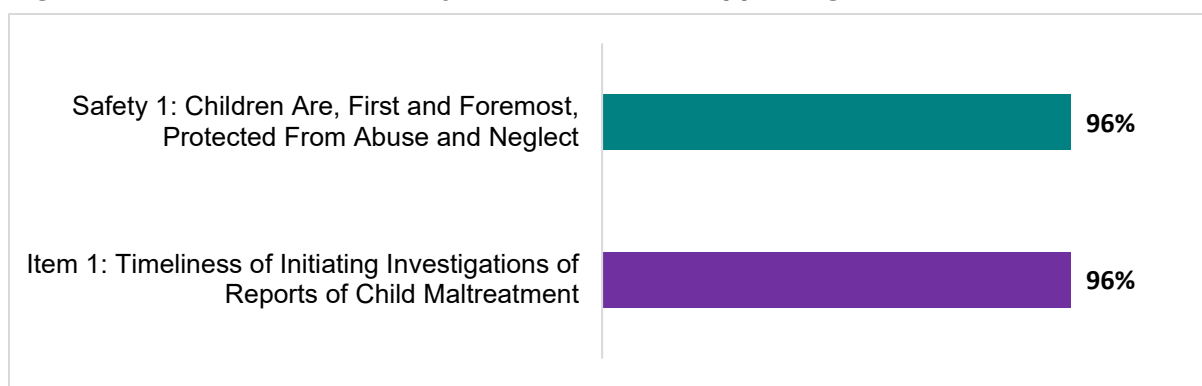 Safety 1: Children Are, First and Foremost,
Protected From Abuse and Neglect
96%
Item 1: Timeliness of Initiating Investigations of
Reports of Child Maltreatment
96%